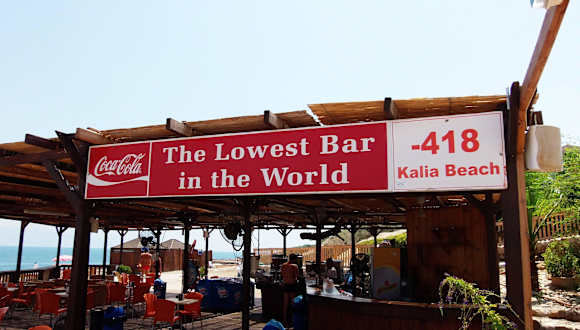 Coca-Cola
The Lowest Bar
in the World
-418
Kalia Beach